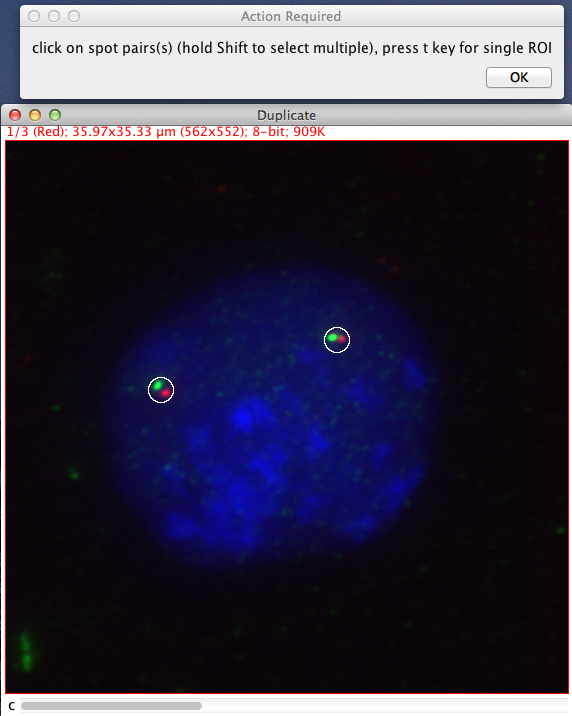 Action Required
click on spot pairs(s) (hold Shift to select multiple), press t key for single ROI
OK
Duplicate
1/3 (Red); 35.97x35.33 µm (562x552); 8-bit; 909K
c